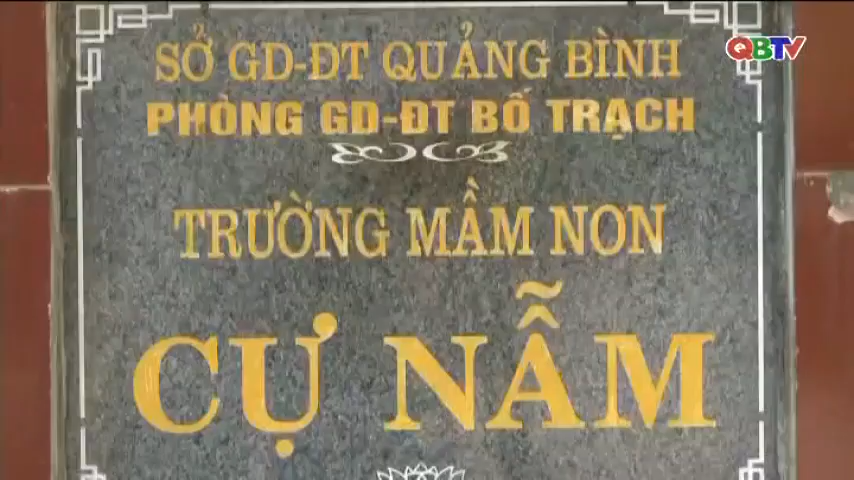 SỞ GD-ĐT QUẢNG BÌNH
QBTV
PHÒNG GD-ĐT BỐ TRẠCH
TRƯỜNG MẦM NON
CỰ NẪM